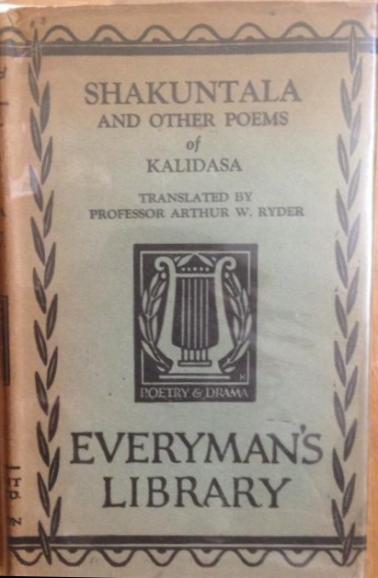 SHAKUNTALA
AND OTHER POEMS
of
KALIDASA
TRANSLATED BY
PROFESSOR ARTHUR W. RYDER
POETRY & DRAMA
EVERYMAN'S
LIBRARY